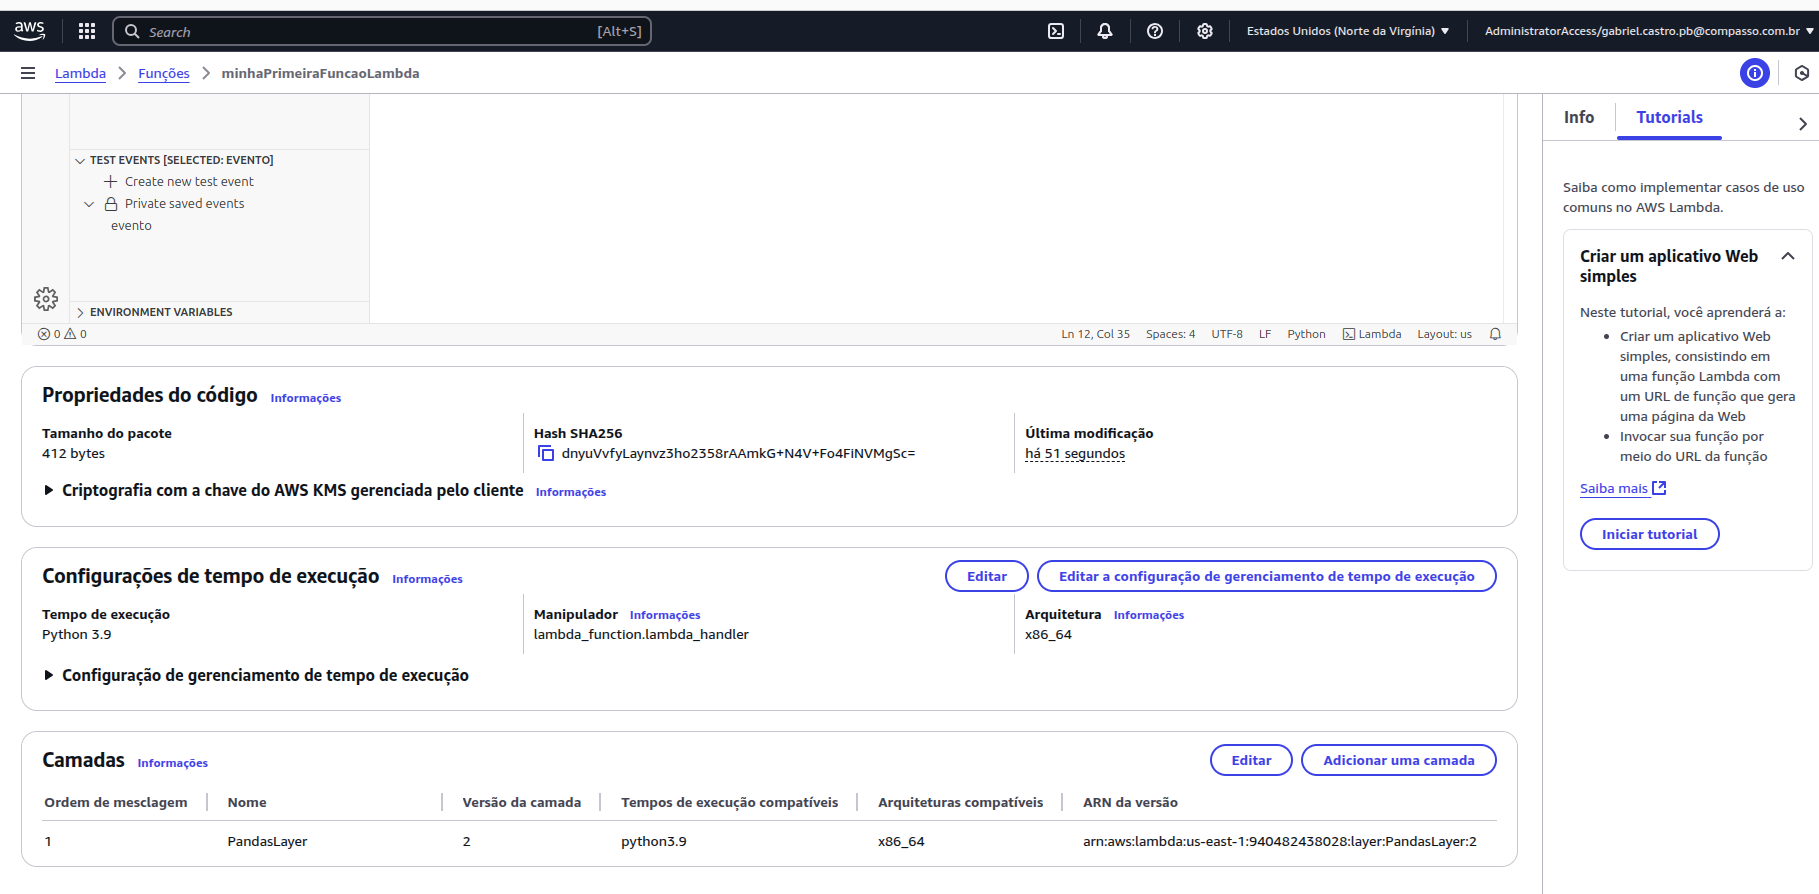 aws
Search
[Alt+S]
Estados Unidos (Norte da Virgínia)
AdministratorAccess/gabriel.castro.pb@compasso.com.br
Lambda
Funções
minhaPrimeiraFuncaoLambda
Info
Tutorials
TEST EVENTS [SELECTED: EVENTO]
Create new test event
Private saved events
evento
ENVIRONMENT VARIABLES
0
0
Ln 12, Col 35
Spaces: 4
UTF-8
LF
Python
Lambda
Layout: us
Propriedades do código
Informações
Tamanho do pacote
412 bytes
Hash SHA256
dnyuVvfyLaynvz3ho2358rAAmkG+N4V+Fo4FiNVMgSc=
Última modificação
há 51 segundos
Criptografia com a chave do AWS KMS gerenciada pelo cliente
Informações
Configurações de tempo de execução
Informações
Editar
Editar a configuração de gerenciamento de tempo de execução
Tempo de execução
Python 3.9
Manipulador
Informações
lambda_function.lambda_handler
Arquitetura
Informações
x86_64
Configuração de gerenciamento de tempo de execução
Camadas
Informações
Editar
Adicionar uma camada
Ordem de mesclagem
Nome
Versão da camada
Tempos de execução compatíveis
Arquiteturas compatíveis
ARN da versão
1
PandasLayer
2
python3.9
x86_64
arn:aws:lambda:us-east-1:940482438028:layer:PandasLayer:2
Saiba como implementar casos de uso
comuns no AWS Lambda.
Criar um aplicativo Web
simples
Neste tutorial, você aprenderá a:
• Criar um aplicativo Web
simples, consistindo em
uma função Lambda com
um URL de função que gera
uma página da Web
• Invocar sua função por
meio do URL da função
Saiba mais
Iniciar tutorial